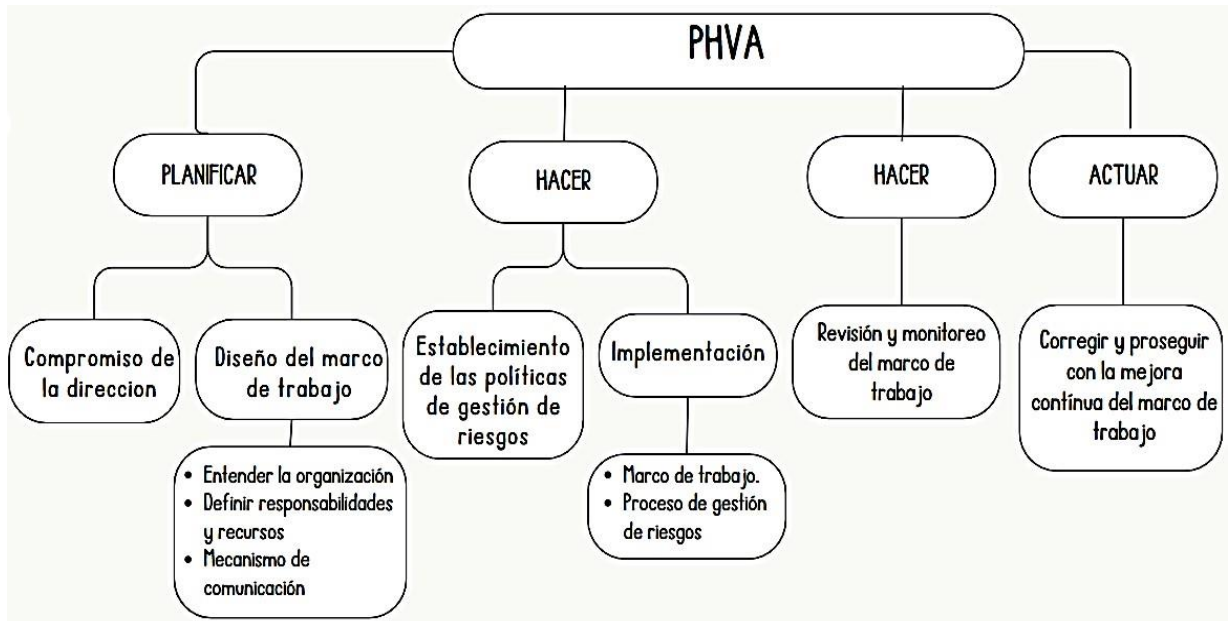 PHVA
PLANIFICAR
HACER
HACER
ACTUAR
Compromiso de
la direccion
Diseño del marco
de trabajo
Establecimiento
de las políticas
de gestión de
riesgos
Implementación
Revisión y monitoreo
del marco de
trabajo
Corregir y proseguir
con la mejora
contínua del marco de
trabajo
• Entender la organización
• Definir responsabilidades
y recursos
• Mecanismo de
comunicación
• Marco de trabajo.
• Proceso de gestión
de riesgos